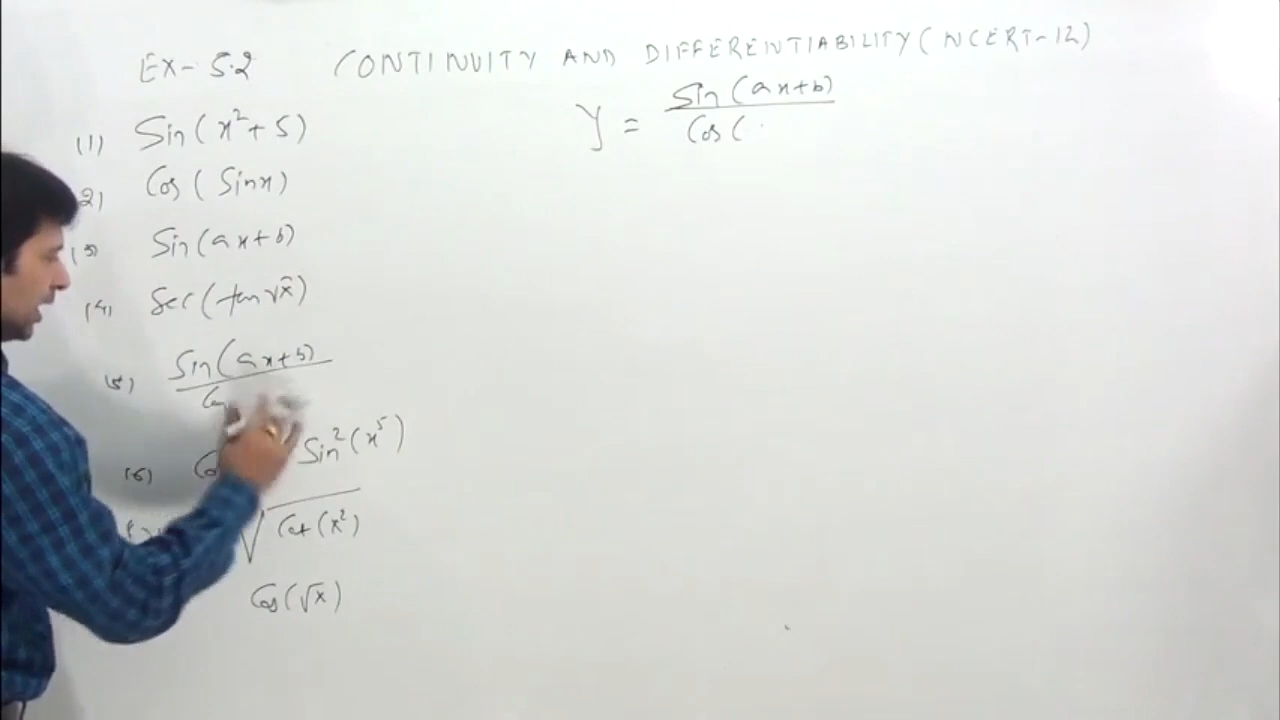 EX- 5.2 CONTINUITY AND DIFFERENTIABILITY (NCERT-12)
(1) Sin(x²+5)
2) Cos(Sinx)
(3) Sin(ax+b)
(4) Sec(tan√x)
(5) Sin(ax+b)
(6) Sin²(x⁵)
√Cot(x²)
Cos(√x)
y = Sin(ax+b)
Cos(